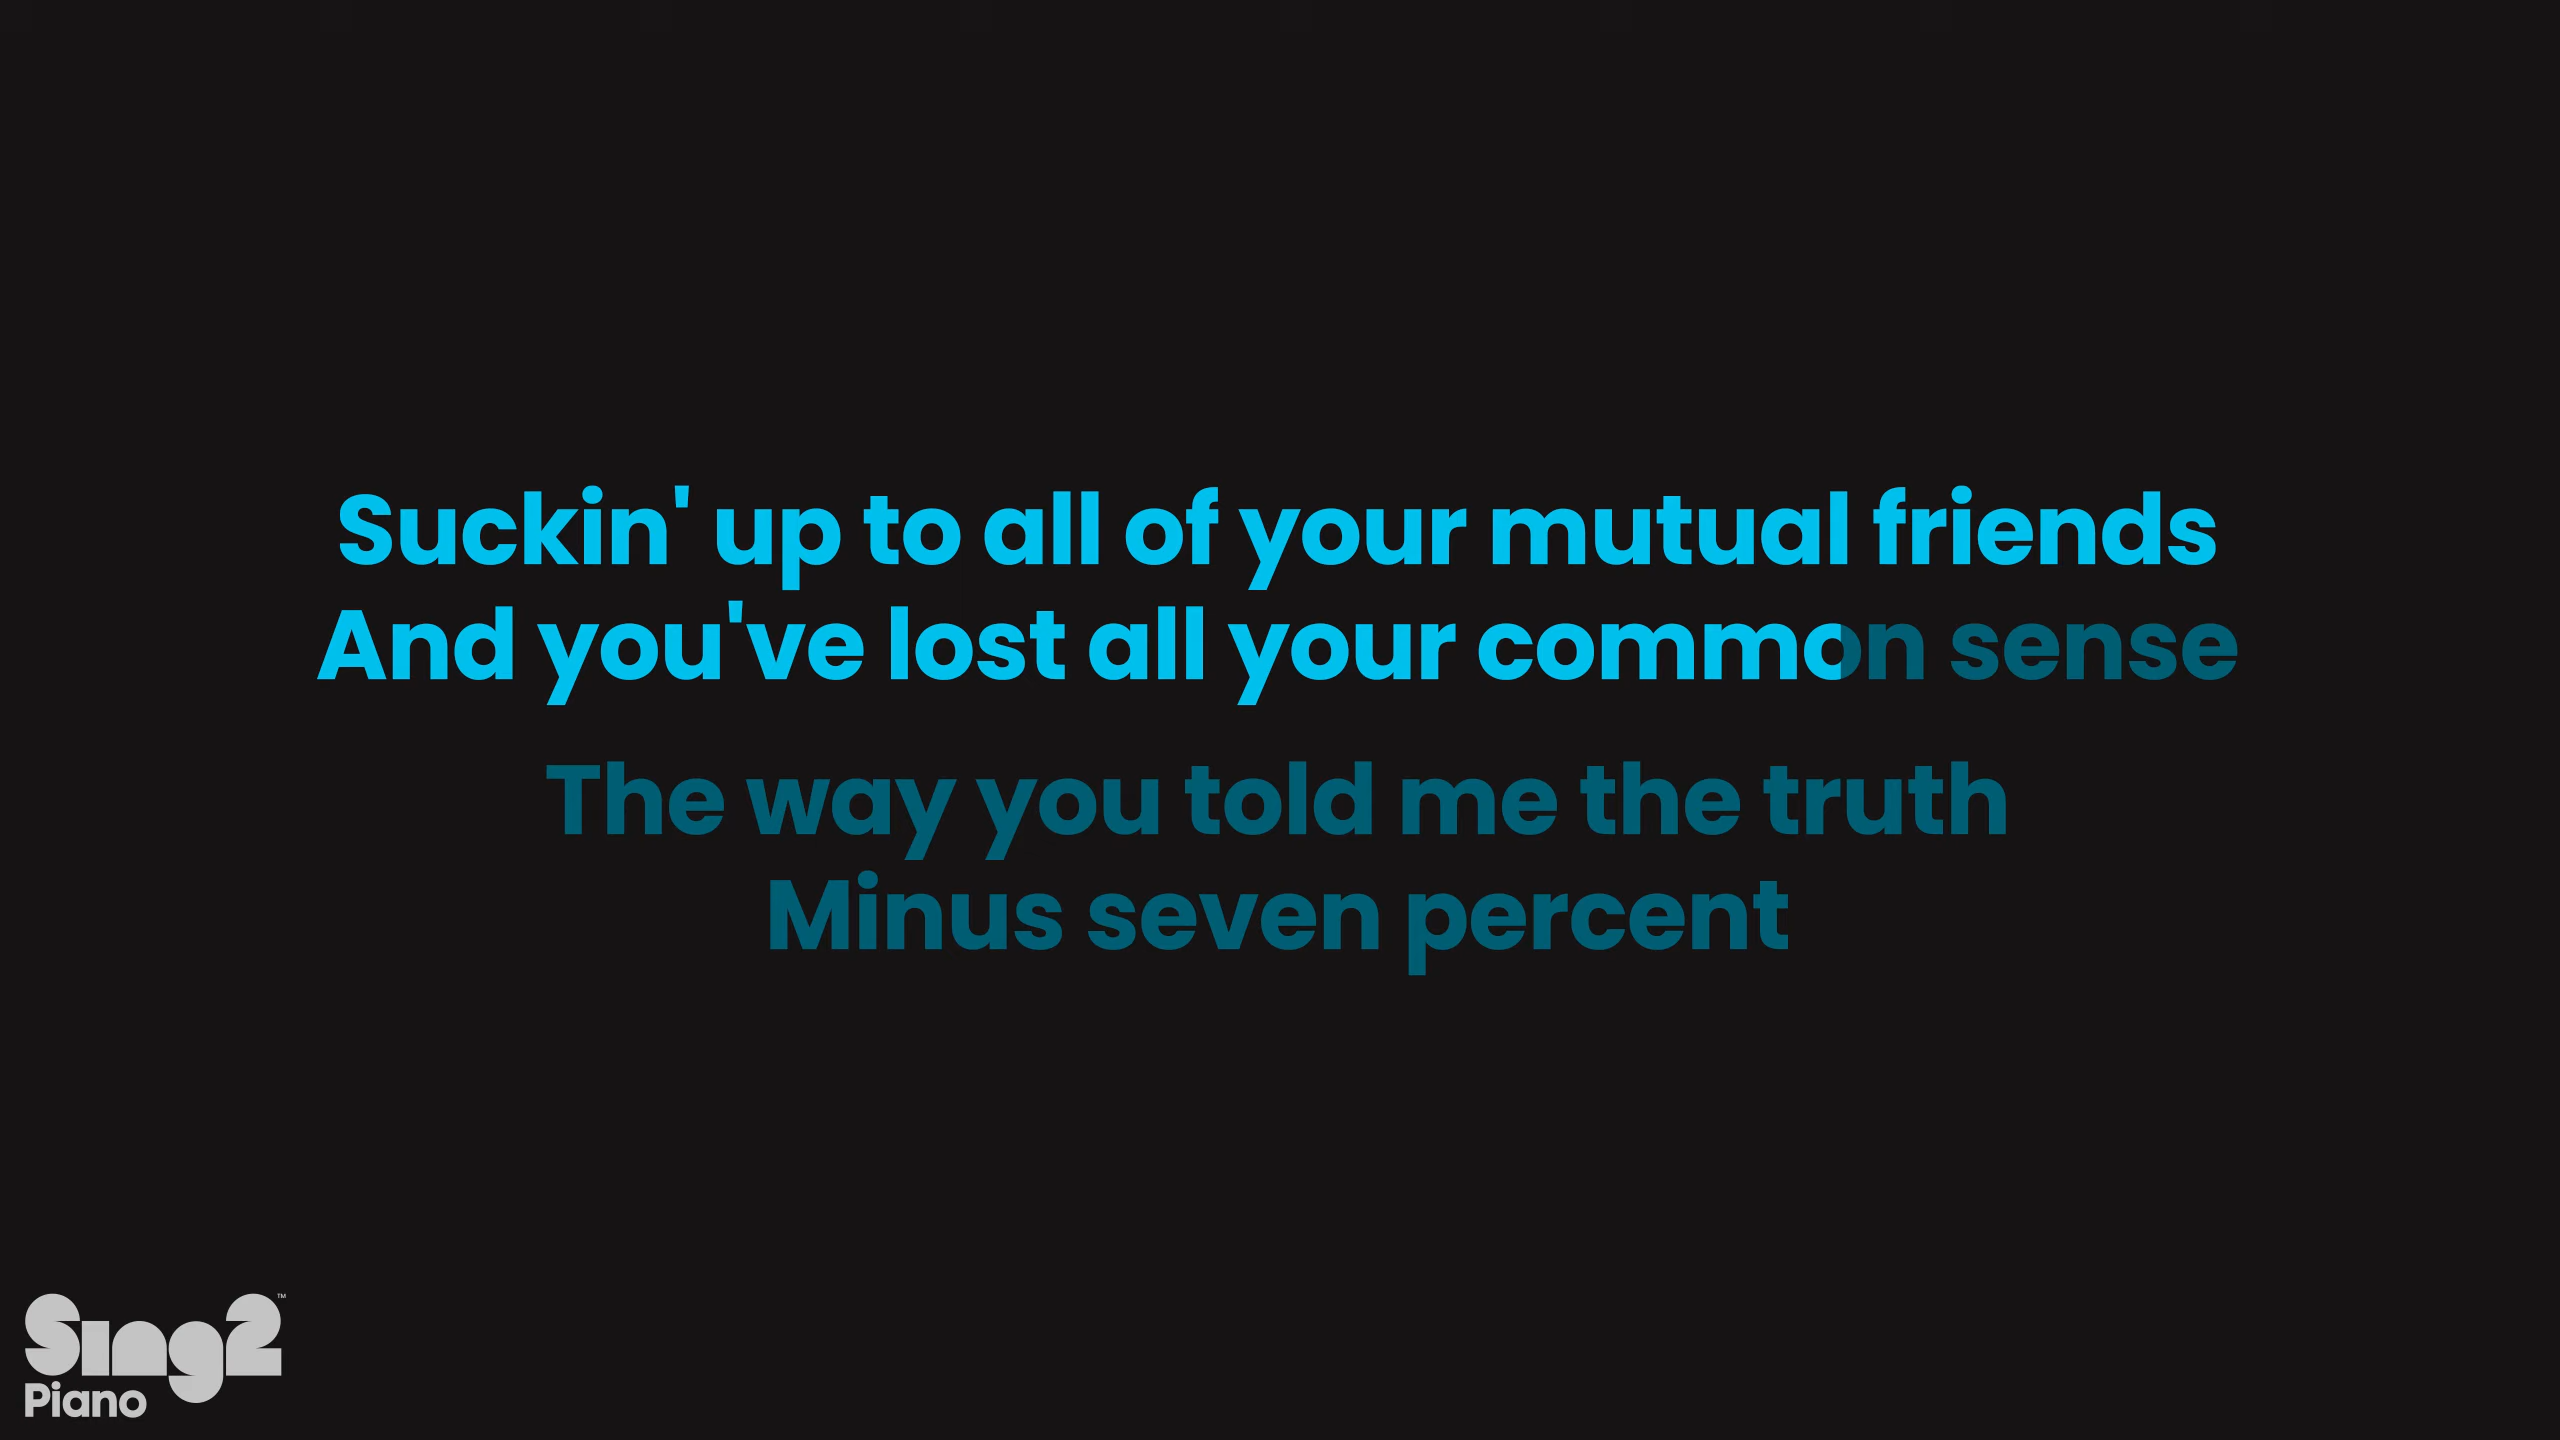 Suckin' up to all of your mutual friends
And you've lost all your common sense
The way you told me the truth
Minus seven percent
Sing2™
Piano